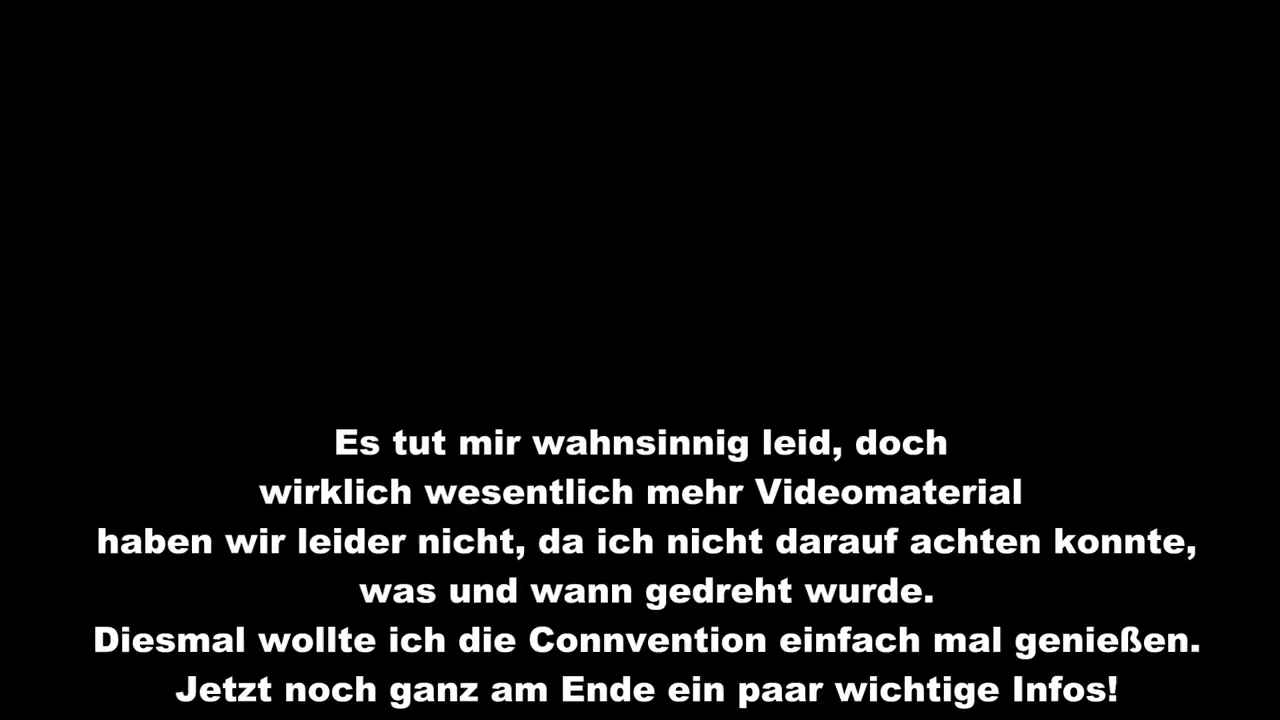 Es tut mir wahnsinnig leid, doch
wirklich wesentlich mehr Videomaterial
haben wir leider nicht, da ich nicht darauf achten konnte,
was und wann gedreht wurde.
Diesmal wollte ich die Connvention einfach mal genießen.
Jetzt noch ganz am Ende ein paar wichtige Infos!